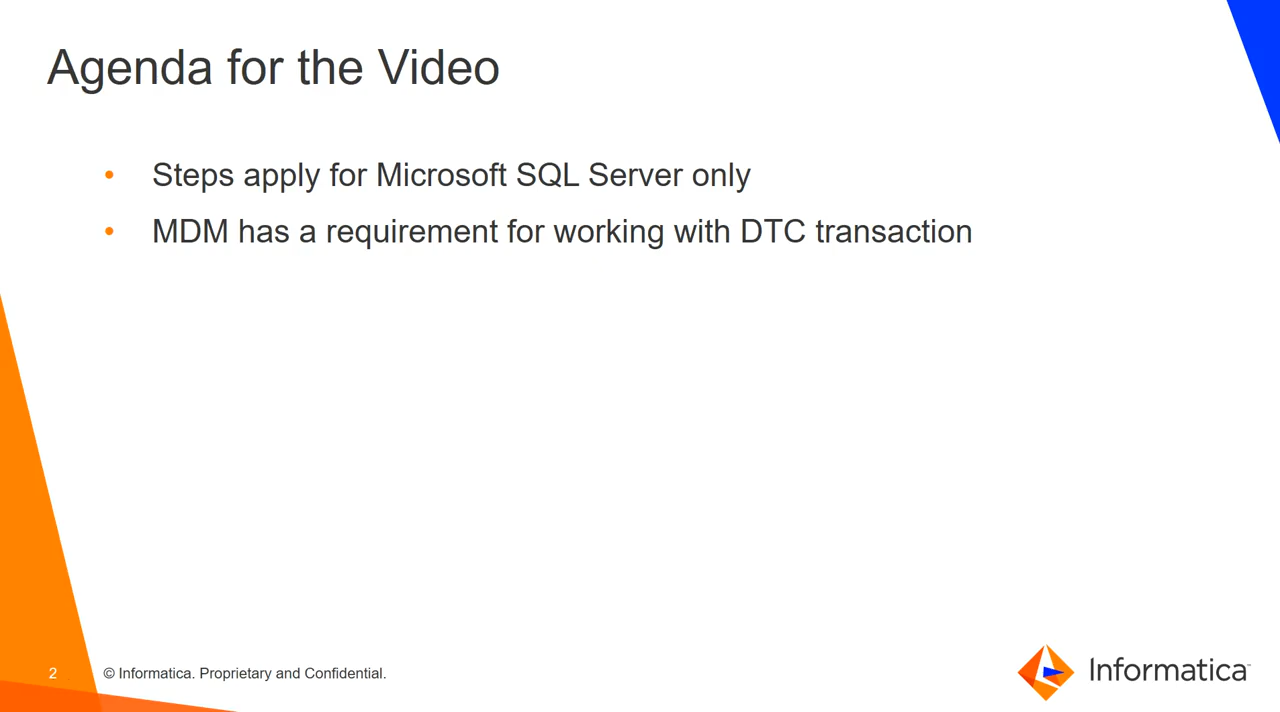 Agenda for the Video
• Steps apply for Microsoft SQL Server only
• MDM has a requirement for working with DTC transaction
2 © Informatica. Proprietary and Confidential.
Informatica